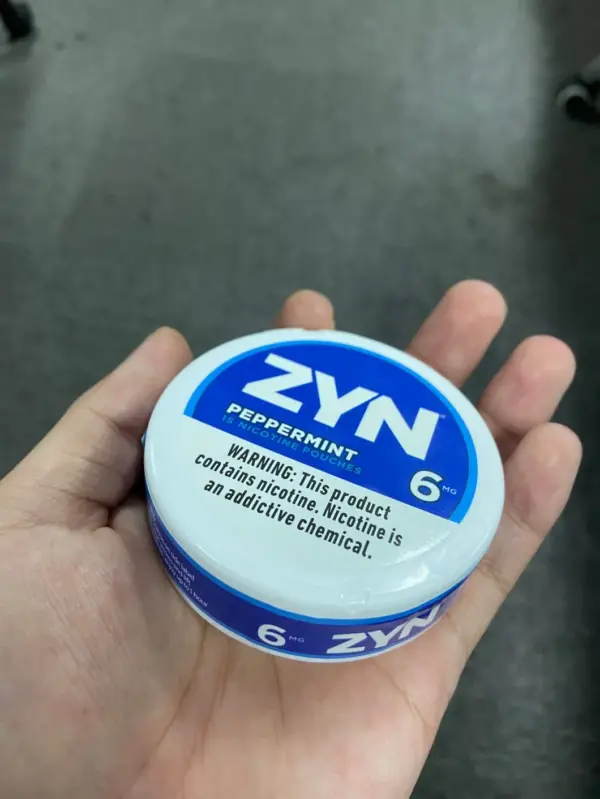 ZYN
PEPPERMINT
15 NICOTINE POUCHES
6 MG
WARNING: This product
contains nicotine. Nicotine is
an addictive chemical.
6 MG ZYN